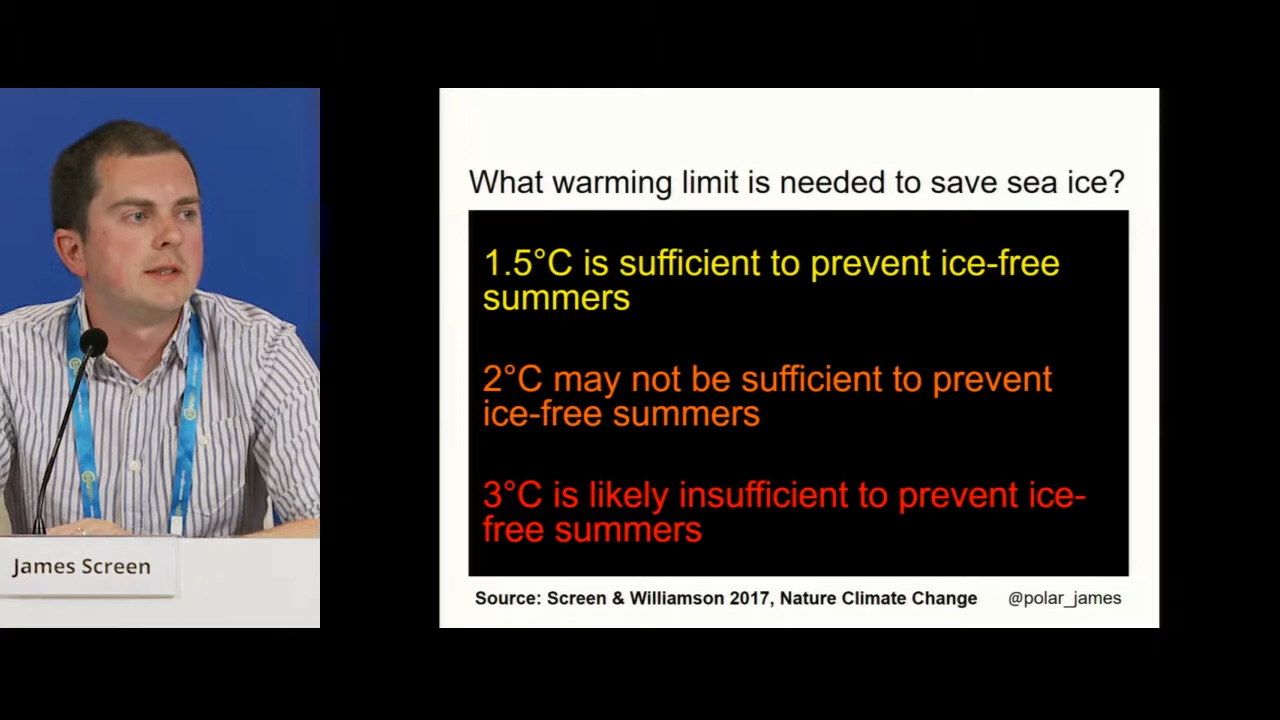 What warming limit is needed to save sea ice?
1.5°C is sufficient to prevent ice-free
summers
2°C may not be sufficient to prevent
ice-free summers
3°C is likely insufficient to prevent ice-
free summers
Source: Screen & Williamson 2017, Nature Climate Change
@polar_james
James Screen